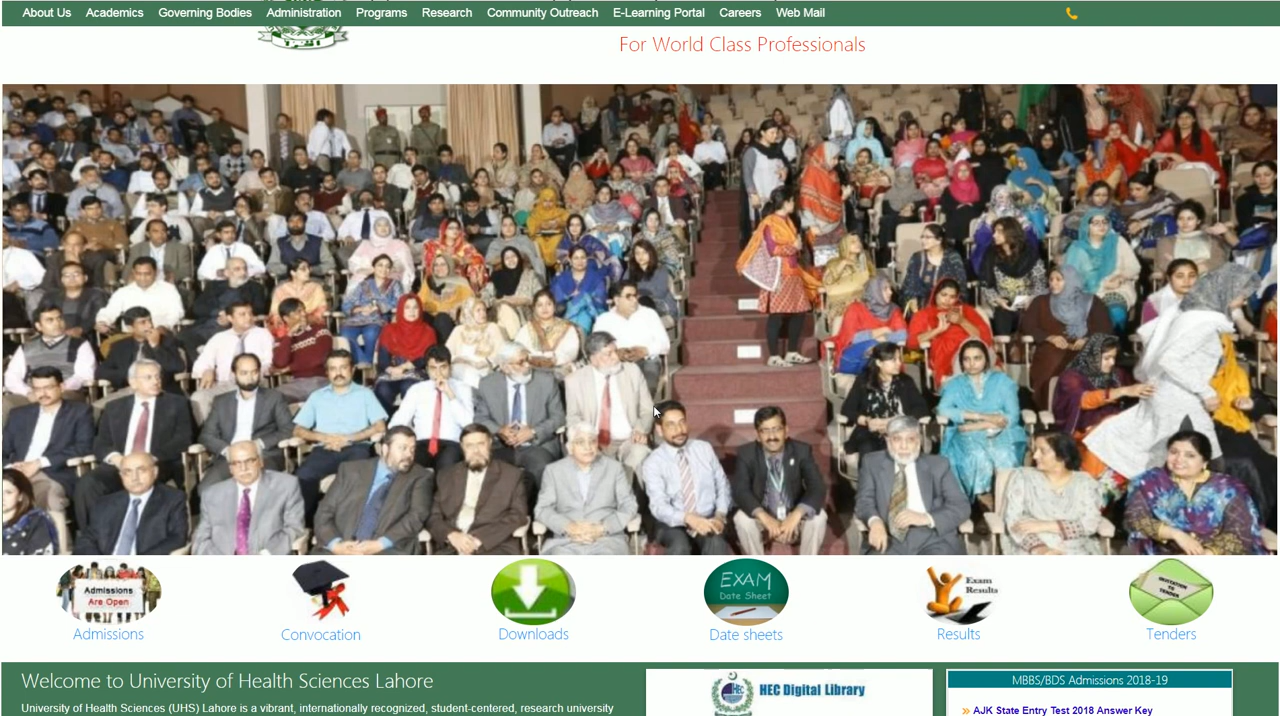 About Us Academics Governing Bodies Administration Programs Research Community Outreach E-Learning Portal Careers Web Mail
For World Class Professionals
Admissions
Are Open
EXAM
Date Sheet
Exam
Results
INVITATION
TO
TENDER
Admissions Convocation Downloads Date sheets Results Tenders
Welcome to University of Health Sciences Lahore
University of Health Sciences (UHS) Lahore is a vibrant, internationally recognized, student-centered, research university
HEC Digital Library
MBBS/BDS Admissions 2018-19
» AJK State Entry Test 2018 Answer Key